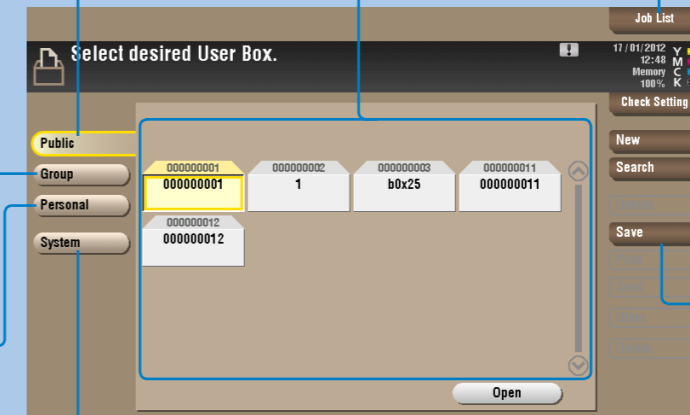 Job List
Select desired User Box.
17/01/2012
12:48
Memory
100%
Y
M
C
K
Check Setting
Public
Group
Personal
System
000000001
000000001
000000002
1
000000003
b0x25
000000011
000000011
000000012
000000012
New
Search
Save
Open